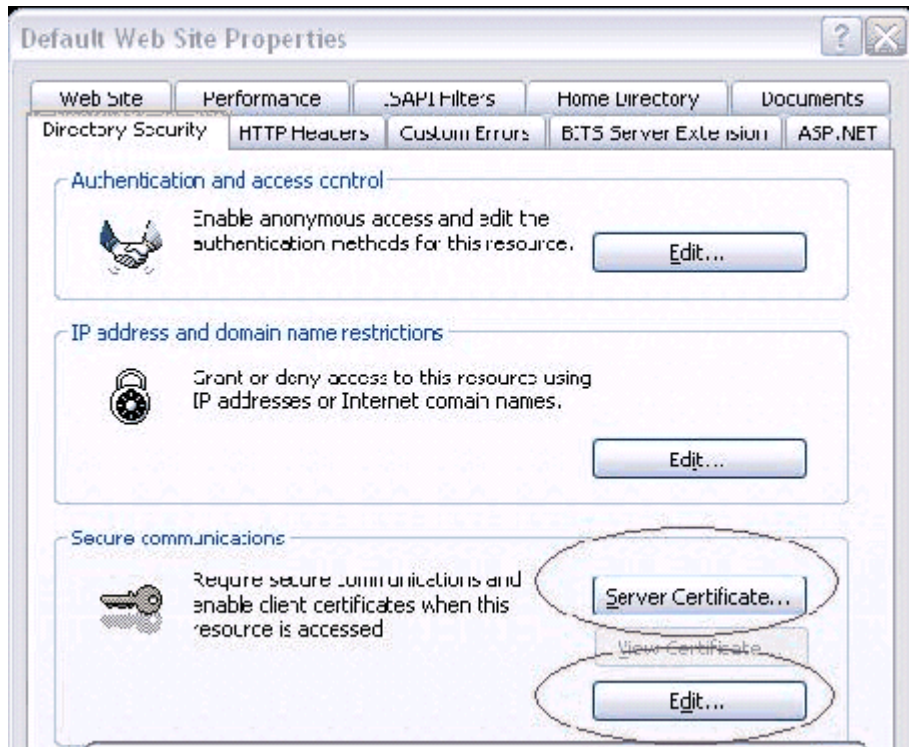 Default Web Site Properties
Web Site Performance ISAPI Filters Home Directory Documents
Directory Security HTTP Headers Custom Errors BITS Server Extension ASP.NET
Authentication and access control
Enable anonymous access and edit the
authentication methods for this resource.
Edit...
IP address and domain name restrictions
Grant or deny access to this resource using
IP addresses or Internet domain names.
Edit...
Secure communications
Require secure communications and
enable client certificates when this
resource is accessed
Server Certificate...
View Certificate...
Edit...